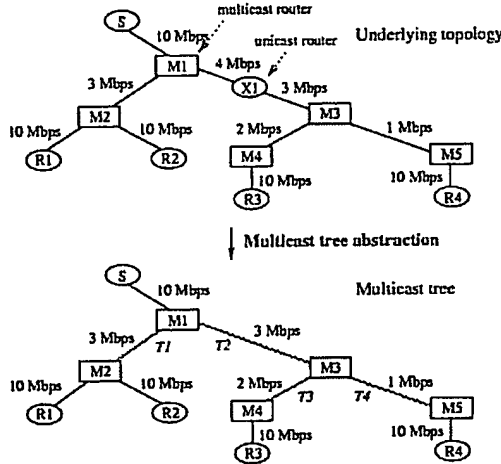 multicast router
S
10 Mbps
unicast router
Underlying topology
M1
4 Mbps
3 Mbps
X1
3 Mbps
M2
M3
10 Mbps
10 Mbps
2 Mbps
1 Mbps
R1
R2
M4
M5
10 Mbps
10 Mbps
R3
R4
Multicast tree abstraction
S
10 Mbps
Multicast tree
M1
3 Mbps
T1
T2
3 Mbps
M2
M3
10 Mbps
10 Mbps
2 Mbps
T3
T4
1 Mbps
R1
R2
M4
M5
10 Mbps
10 Mbps
R3
R4